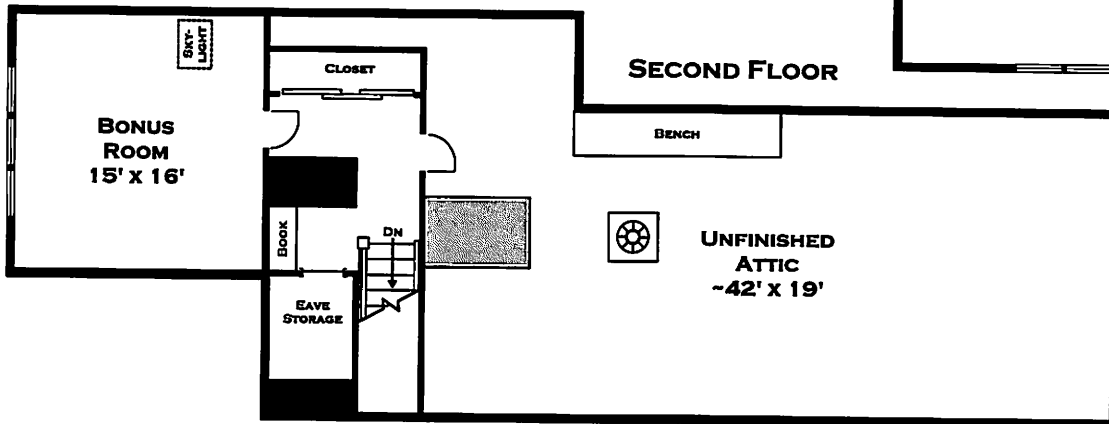 SKY-
LIGHT
CLOSET
SECOND FLOOR
BONUS
ROOM
15' X 16'
BENCH
BOOK
DN
UNFINISHED
ATTIC
~42' X 19'
EAVE
STORAGE